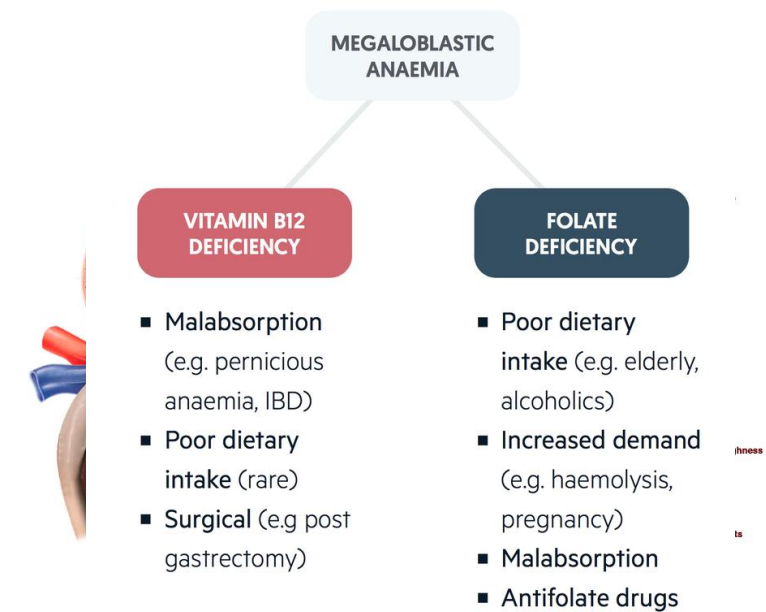 MEGALOBLASTIC
ANAEMIA
VITAMIN B12
DEFICIENCY
■ Malabsorption
(e.g. pernicious
anaemia, IBD)
■ Poor dietary
intake (rare)
■ Surgical (e.g post
gastrectomy)
FOLATE
DEFICIENCY
■ Poor dietary
intake (e.g. elderly,
alcoholics)
■ Increased demand
(e.g. haemolysis,
pregnancy)
■ Malabsorption
■ Antifolate drugs